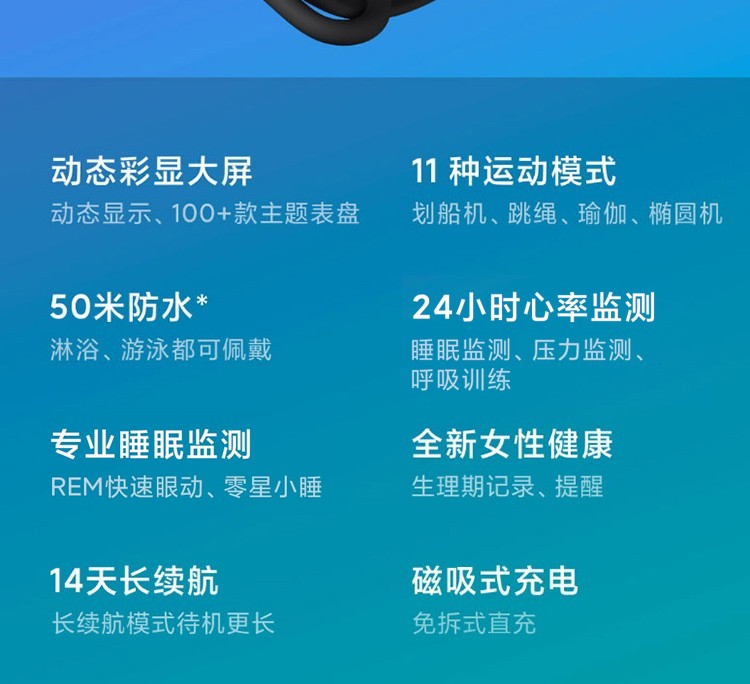 动态彩显大屏
动态显示、100+款主题表盘
11 种运动模式
划船机、跳绳、瑜伽、椭圆机
50米防水*
淋浴、游泳都可佩戴
24小时心率监测
睡眠监测、压力监测、
呼吸训练
专业睡眠监测
REM快速眼动、零星小睡
全新女性健康
生理期记录、提醒
14天长续航
长续航模式待机更长
磁吸式充电
免拆式直充